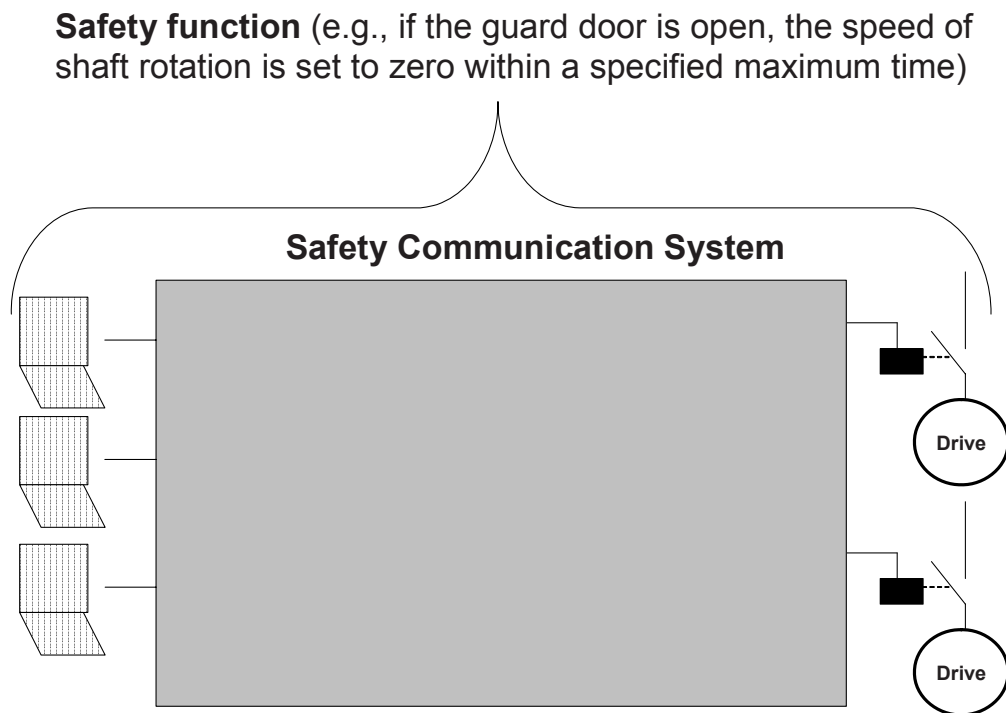 Safety function (e.g., if the guard door is open, the speed of
shaft rotation is set to zero within a specified maximum time)
Safety Communication System
Drive
Drive